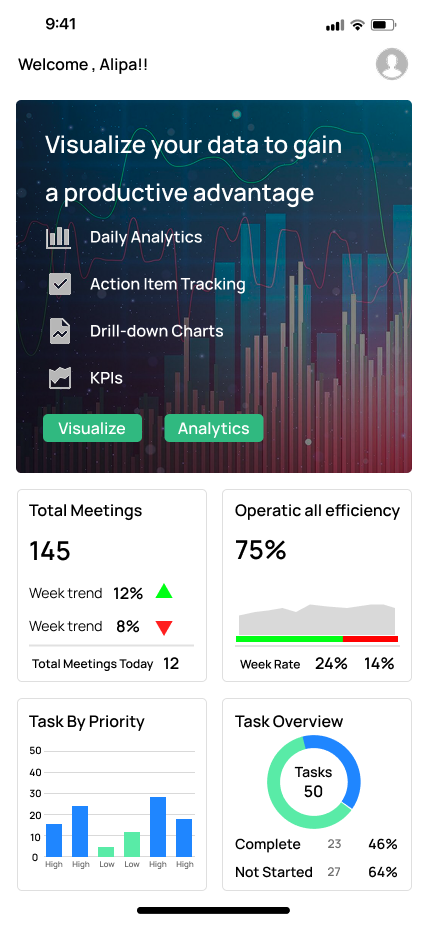 9:41
Welcome , Alipa!!
Visualize your data to gain
a productive advantage
Daily Analytics
Action Item Tracking
Drill-down Charts
KPIs
Visualize
Analytics
Total Meetings
145
Week trend 12%
Week trend 8%
Total Meetings Today 12
Operatic all efficiency
75%
Week Rate 24% 14%
Task By Priority
50
40
30
20
10
0
High High Low Low High High
Task Overview
Tasks
50
Complete 23 46%
Not Started 27 64%